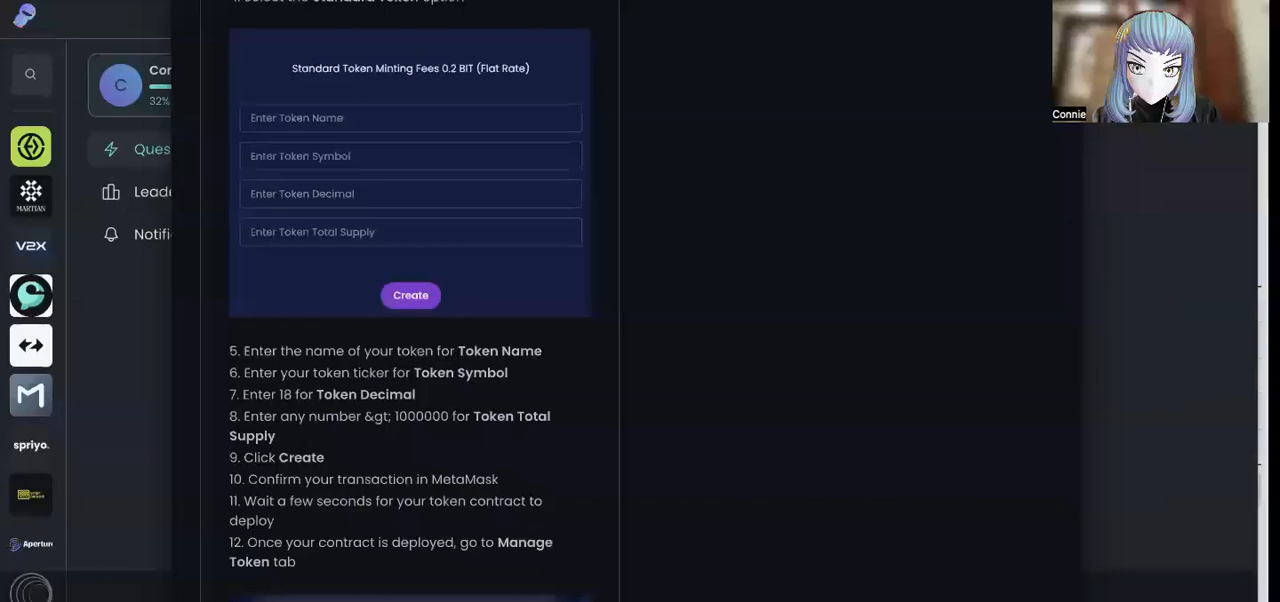 Standard Token Minting Fees 0.2 BIT (Flat Rate)
Enter Token Name
Enter Token Symbol
Enter Token Decimal
Enter Token Total Supply
Create
5. Enter the name of your token for Token Name
6. Enter your token ticker for Token Symbol
7. Enter 18 for Token Decimal
8. Enter any number &gt; 1000000 for Token Total
Supply
9. Click Create
10. Confirm your transaction in MetaMask
11. Wait a few seconds for your token contract to
deploy
12. Once your contract is deployed, go to Manage
Token tab
C
Con
32%
Ques
Leade
Notifi
MARTIAN
V2X
spriyo.
Aperture
Connie